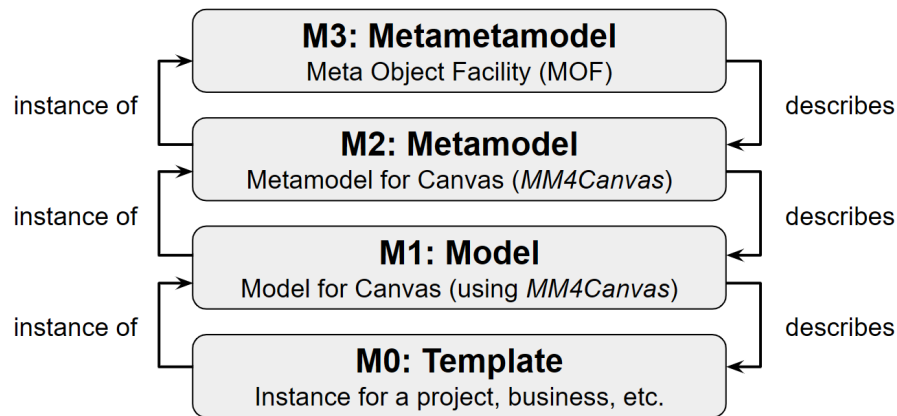 M3: Metametamodel
Meta Object Facility (MOF)
instance of
describes
M2: Metamodel
Metamodel for Canvas (MM4Canvas)
instance of
describes
M1: Model
Model for Canvas (using MM4Canvas)
instance of
describes
M0: Template
Instance for a project, business, etc.